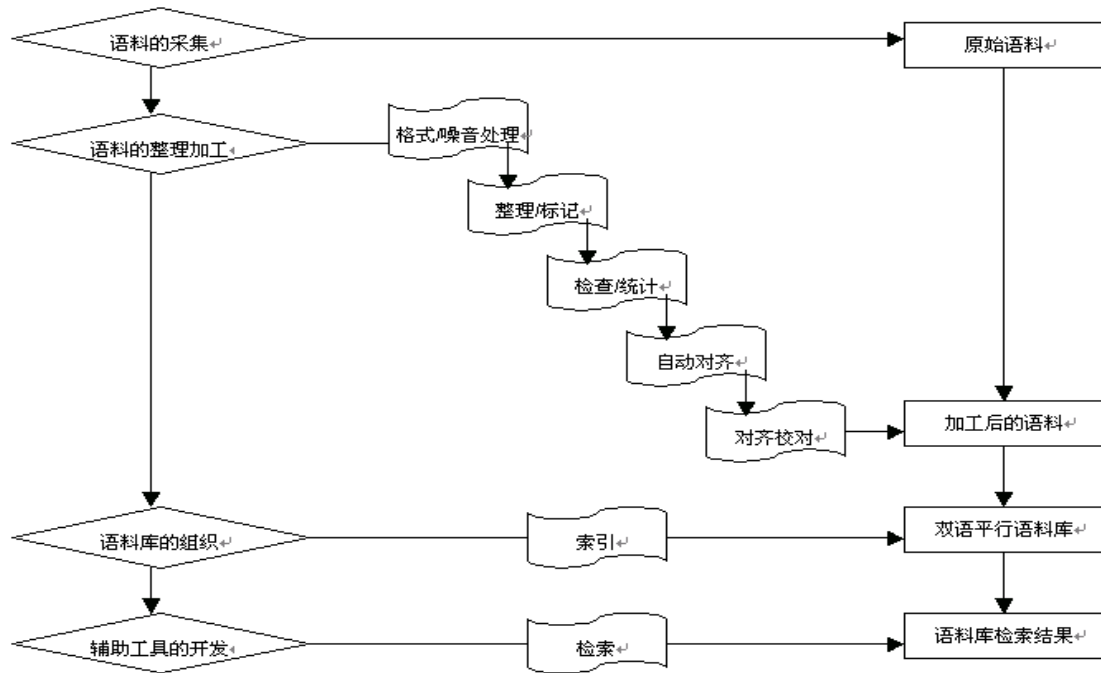 语料的采集
原始语料
语料的整理加工
格式/噪音处理
整理/标记
检查/统计
自动对齐
对齐校对
加工后的语料
语料库的组织
索引
双语平行语料库
辅助工具的开发
检索
语料库检索结果